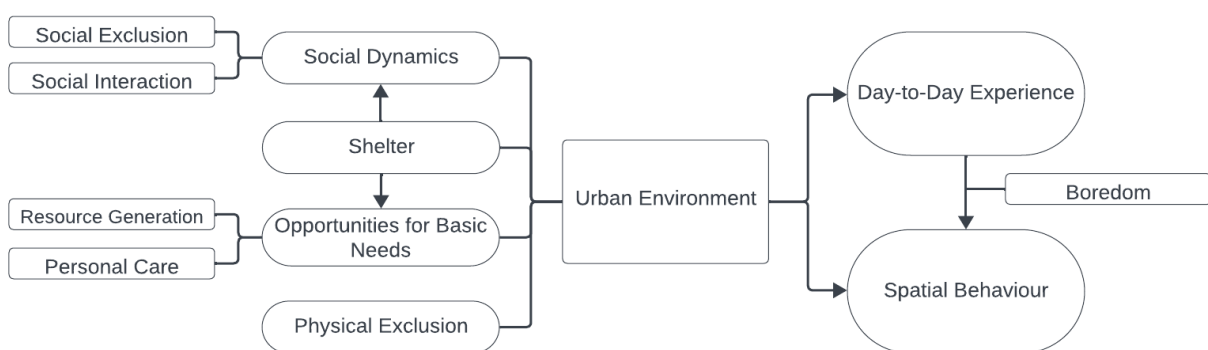 Social Exclusion
Social Interaction
Social Dynamics
Shelter
Resource Generation
Personal Care
Opportunities for Basic
Needs
Physical Exclusion
Urban Environment
Day-to-Day Experience
Boredom
Spatial Behaviour